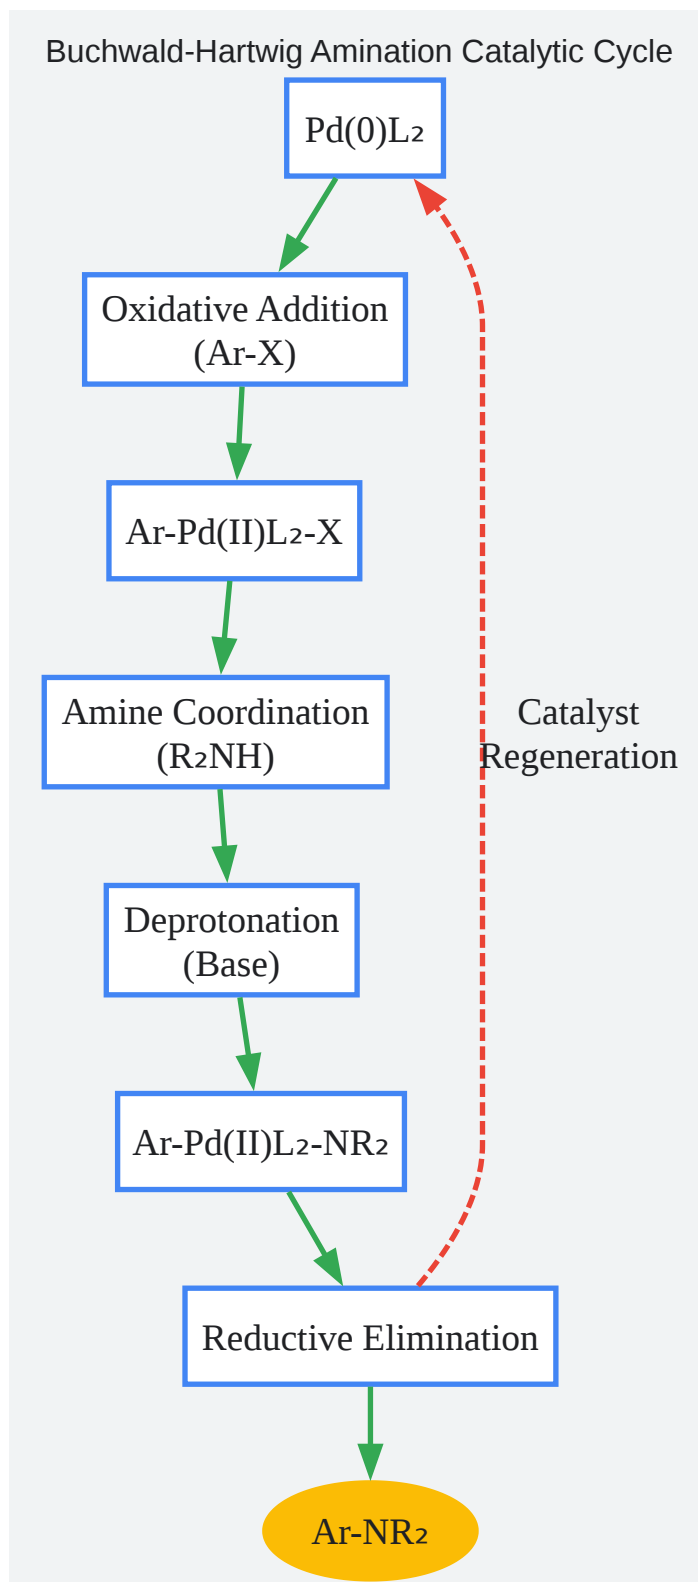 Buchwald-Hartwig Amination Catalytic Cycle
Pd(0)L₂
Oxidative Addition
(Ar-X)
Ar-Pd(II)L₂-X
Amine Coordination
(R₂NH)
Catalyst
Regeneration
Deprotonation
(Base)
Ar-Pd(II)L₂-NR₂
Reductive Elimination
Ar-NR₂